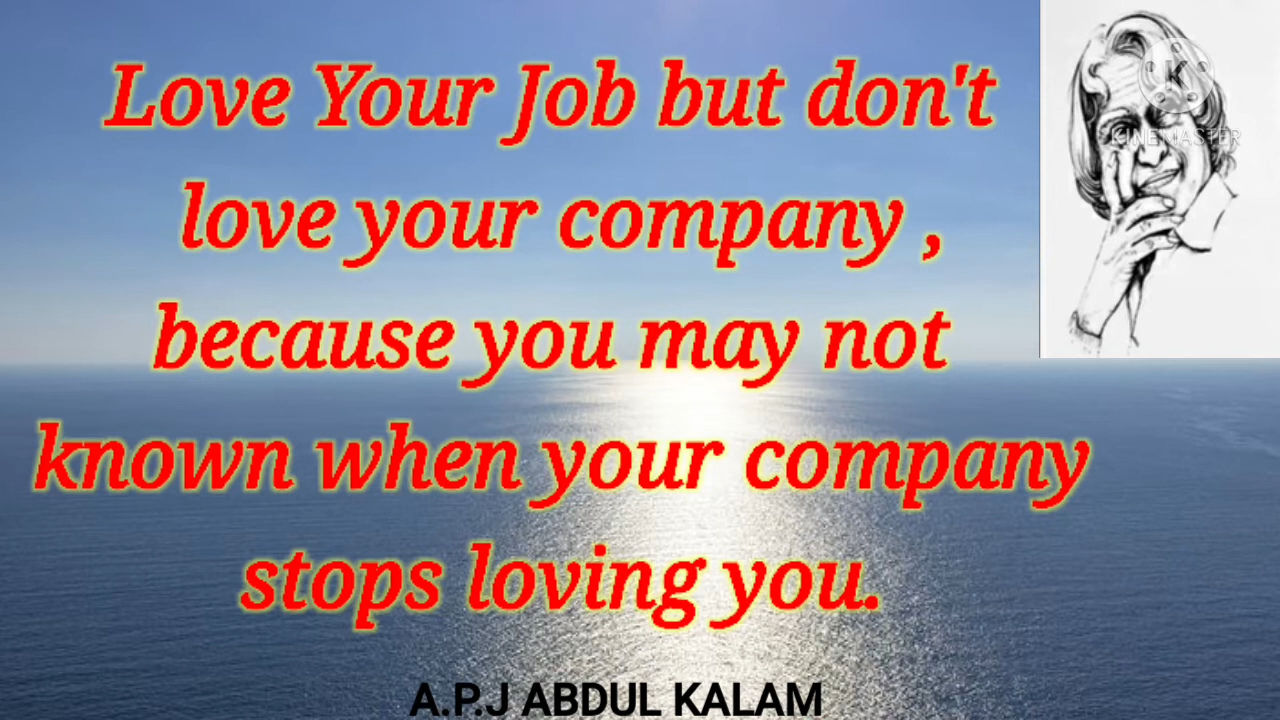 Love Your Job but don't
love your company ,
because you may not
known when your company
stops loving you.
A.P.J ABDUL KALAM
K
KINEMASTER